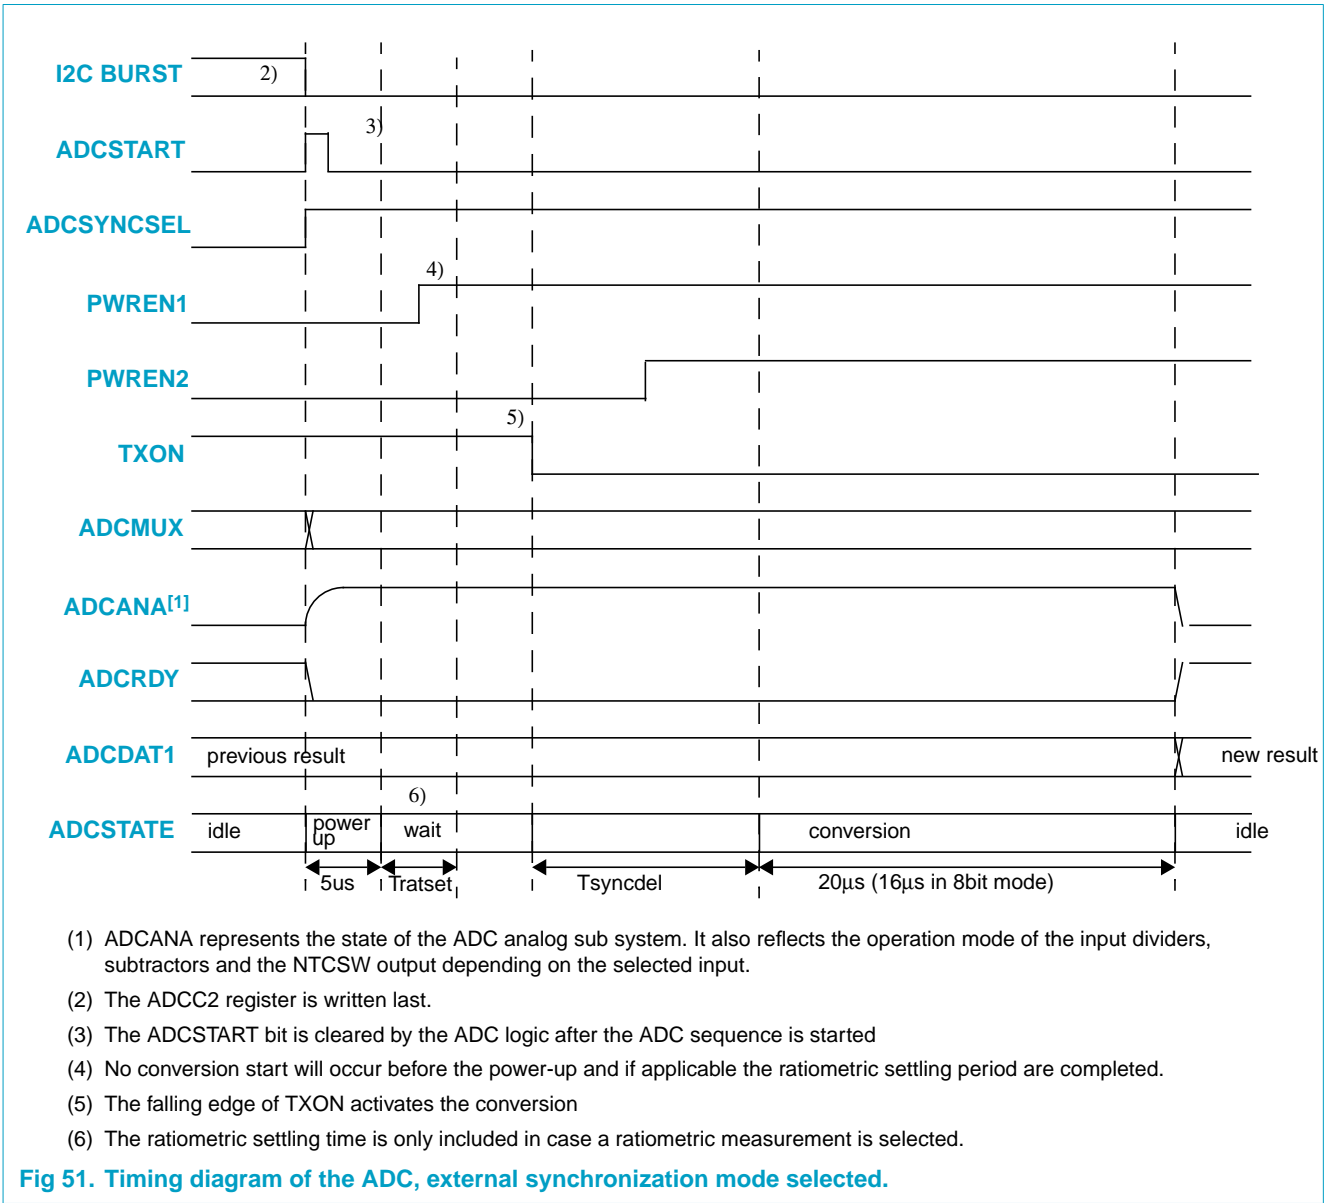 I2C BURST
2)
ADCSTART
3)
ADCSYNCSEL
PWREN1
4)
PWREN2
TXON
5)
ADCMUX
ADCANA[1]
ADCRDY
ADCDAT1
previous result
new result
6)
ADCSTATE
idle
power
up
wait
conversion
idle
5us
Tratset
Tsyncdel
20µs (16µs in 8bit mode)
(1) ADCANA represents the state of the ADC analog sub system. It also reflects the operation mode of the input dividers,
subtractors and the NTCSW output depending on the selected input.
(2) The ADCC2 register is written last.
(3) The ADCSTART bit is cleared by the ADC logic after the ADC sequence is started
(4) No conversion start will occur before the power-up and if applicable the ratiometric settling period are completed.
(5) The falling edge of TXON activates the conversion
(6) The ratiometric settling time is only included in case a ratiometric measurement is selected.
Fig 51. Timing diagram of the ADC, external synchronization mode selected.